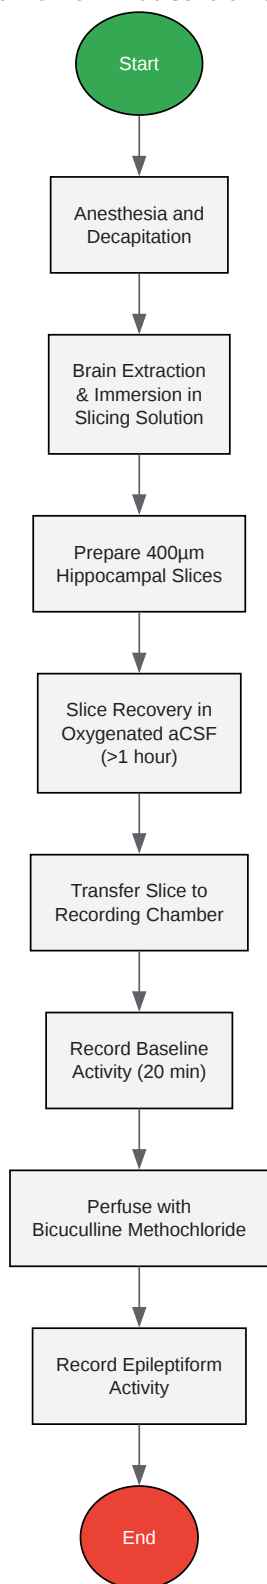 Start
Anesthesia and
Decapitation
Brain Extraction
& Immersion in
Slicing Solution
Prepare 400µm
Hippocampal Slices
Slice Recovery in
Oxygenated aCSF
(>1 hour)
Transfer Slice to
Recording Chamber
Record Baseline
Activity (20 min)
Perfuse with
Bicuculline Methochloride
Record Epileptiform
Activity
End